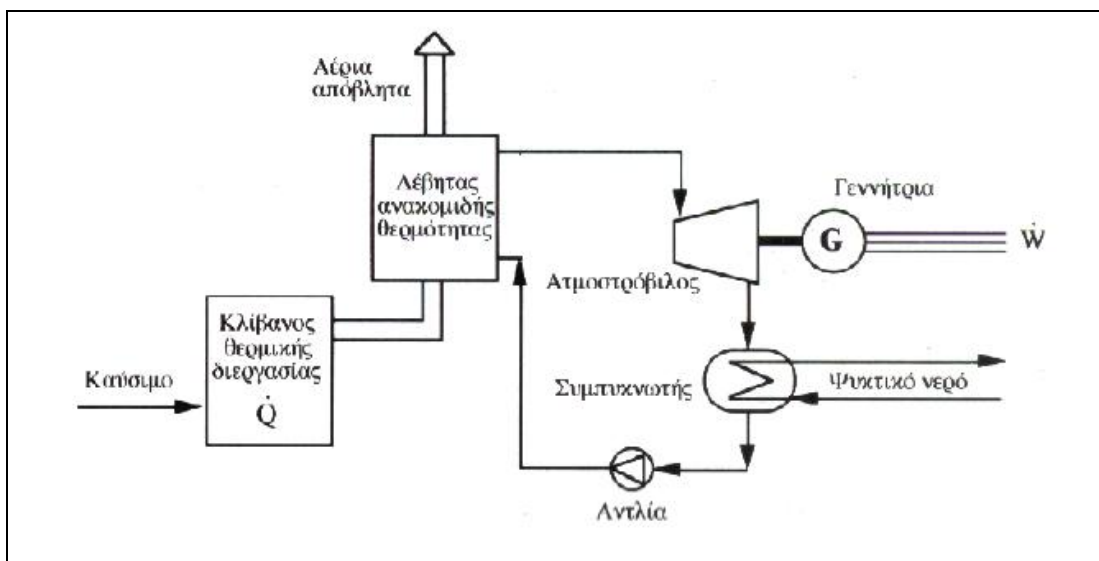 Αέρια
απόβλητα
Λέβητας
ανακομιδής
θερμότητας
Γεννήτρια
G
Ẇ
Ατμοστρόβιλος
Κλίβανος
θερμικής
διεργασίας
Q̇
Καύσιμο
Συμπυκνωτής
Ψυκτικό νερό
Αντλία